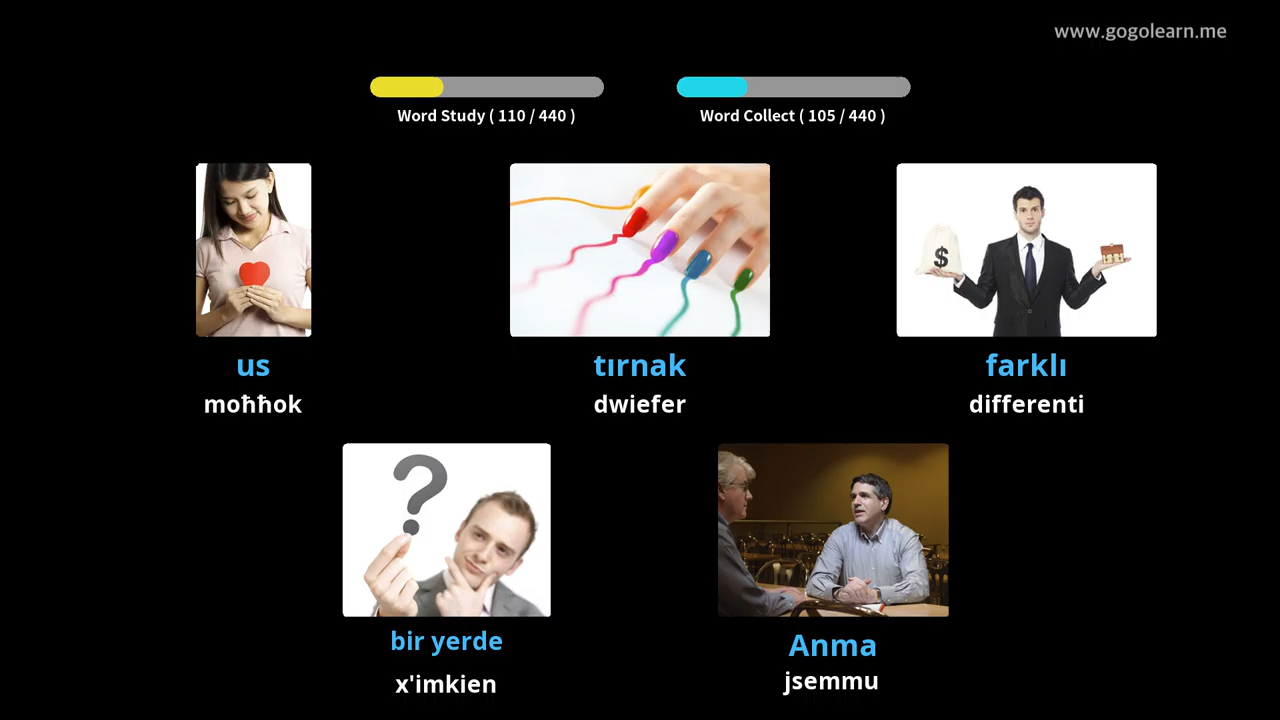 www.gogolearn.me
Word Study ( 110 / 440 )
Word Collect ( 105 / 440 )
us
moħħok
tırnak
dwiefer
farklı
differenti
bir yerde
x'imkien
Anma
jsemmu